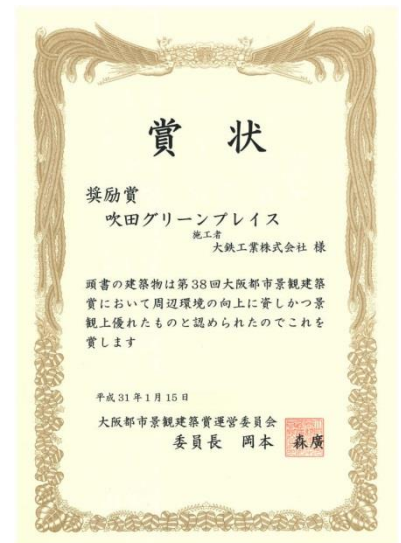 賞状
奨励賞
吹田グリーンプレイス
施工者
大鉄工業株式会社 様
頭書の建築物は第38回大阪都市景観建築
賞において周辺環境の向上に資しかつ景
観上優れたものと認められたのでこれを
賞します
平成31年1月15日
大阪都市景観建築賞運営委員会
委員長 岡本 森廣